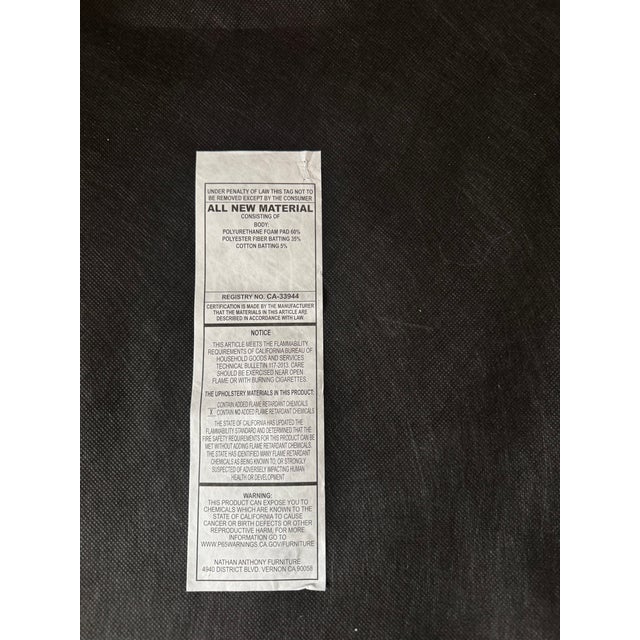 UNDER PENALTY OF LAW THIS TAG NOT TO
BE REMOVED EXCEPT BY THE CONSUMER
ALL NEW MATERIAL
CONSISTING OF
BODY:
POLYURETHANE FOAM PAD 60%
POLYESTER FIBER BATTING 35%
COTTON BATTING 5%
REGISTRY NO. CA-33944
CERTIFICATION IS MADE BY THE MANUFACTURER
THAT THE MATERIALS IN THIS ARTICLE ARE
DESCRIBED IN ACCORDANCE WITH LAW.
NOTICE
THIS ARTICLE MEETS THE FLAMMABILITY
REQUIREMENTS OF CALIFORNIA BUREAU OF
HOUSEHOLD GOODS AND SERVICES
TECHNICAL BULLETIN 117-2013. CARE
SHOULD BE EXERCISED NEAR OPEN
FLAME OR WITH BURNING CIGARETTES.
THE UPHOLSTERY MATERIALS IN THIS PRODUCT:
CONTAIN ADDED FLAME RETARDANT CHEMICALS
X CONTAIN NO ADDED FLAME RETARDANT CHEMICALS
THE STATE OF CALIFORNIA HAS UPDATED THE
FLAMMABILITY STANDARD AND DETERMINED THAT THE
FIRE SAFETY REQUIREMENTS FOR THIS PRODUCT CAN BE
MET WITHOUT ADDING FLAME RETARDANT CHEMICALS.
THE STATE HAS IDENTIFIED MANY FLAME RETARDANT
CHEMICALS AS BEING KNOWN TO, OR STRONGLY
SUSPECTED OF ADVERSELY IMPACTING HUMAN
HEALTH OR DEVELOPMENT
WARNING:
THIS PRODUCT CAN EXPOSE YOU TO
CHEMICALS WHICH ARE KNOWN TO THE
STATE OF CALIFORNIA TO CAUSE
CANCER OR BIRTH DEFECTS OR OTHER
REPRODUCTIVE HARM. FOR MORE
INFORMATION GO TO
WWW.P65WARNINGS.CA.GOV/FURNITURE
NATHAN ANTHONY FURNITURE
4940 DISTRICT BLVD. VERNON CA 90058